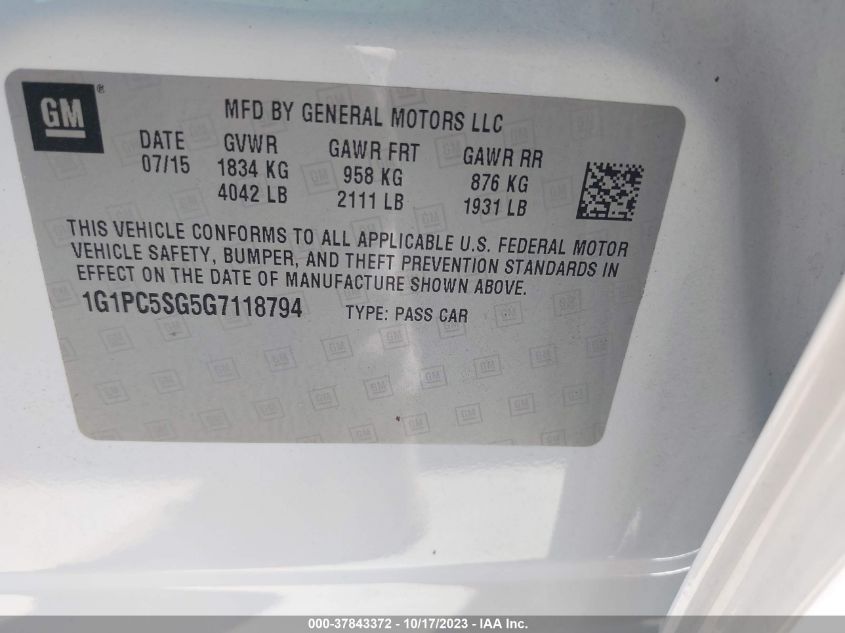 GM ®
MFD BY GENERAL MOTORS LLC
DATE GVWR GAWR FRT GAWR RR
07/15 1834 KG 958 KG 876 KG
4042 LB 2111 LB 1931 LB
THIS VEHICLE CONFORMS TO ALL APPLICABLE U.S. FEDERAL MOTOR
VEHICLE SAFETY, BUMPER, AND THEFT PREVENTION STANDARDS IN
EFFECT ON THE DATE OF MANUFACTURE SHOWN ABOVE.
1G1PC5SG5G7118794 TYPE: PASS CAR
000-37843372 - 10/17/2023 - IAA Inc.